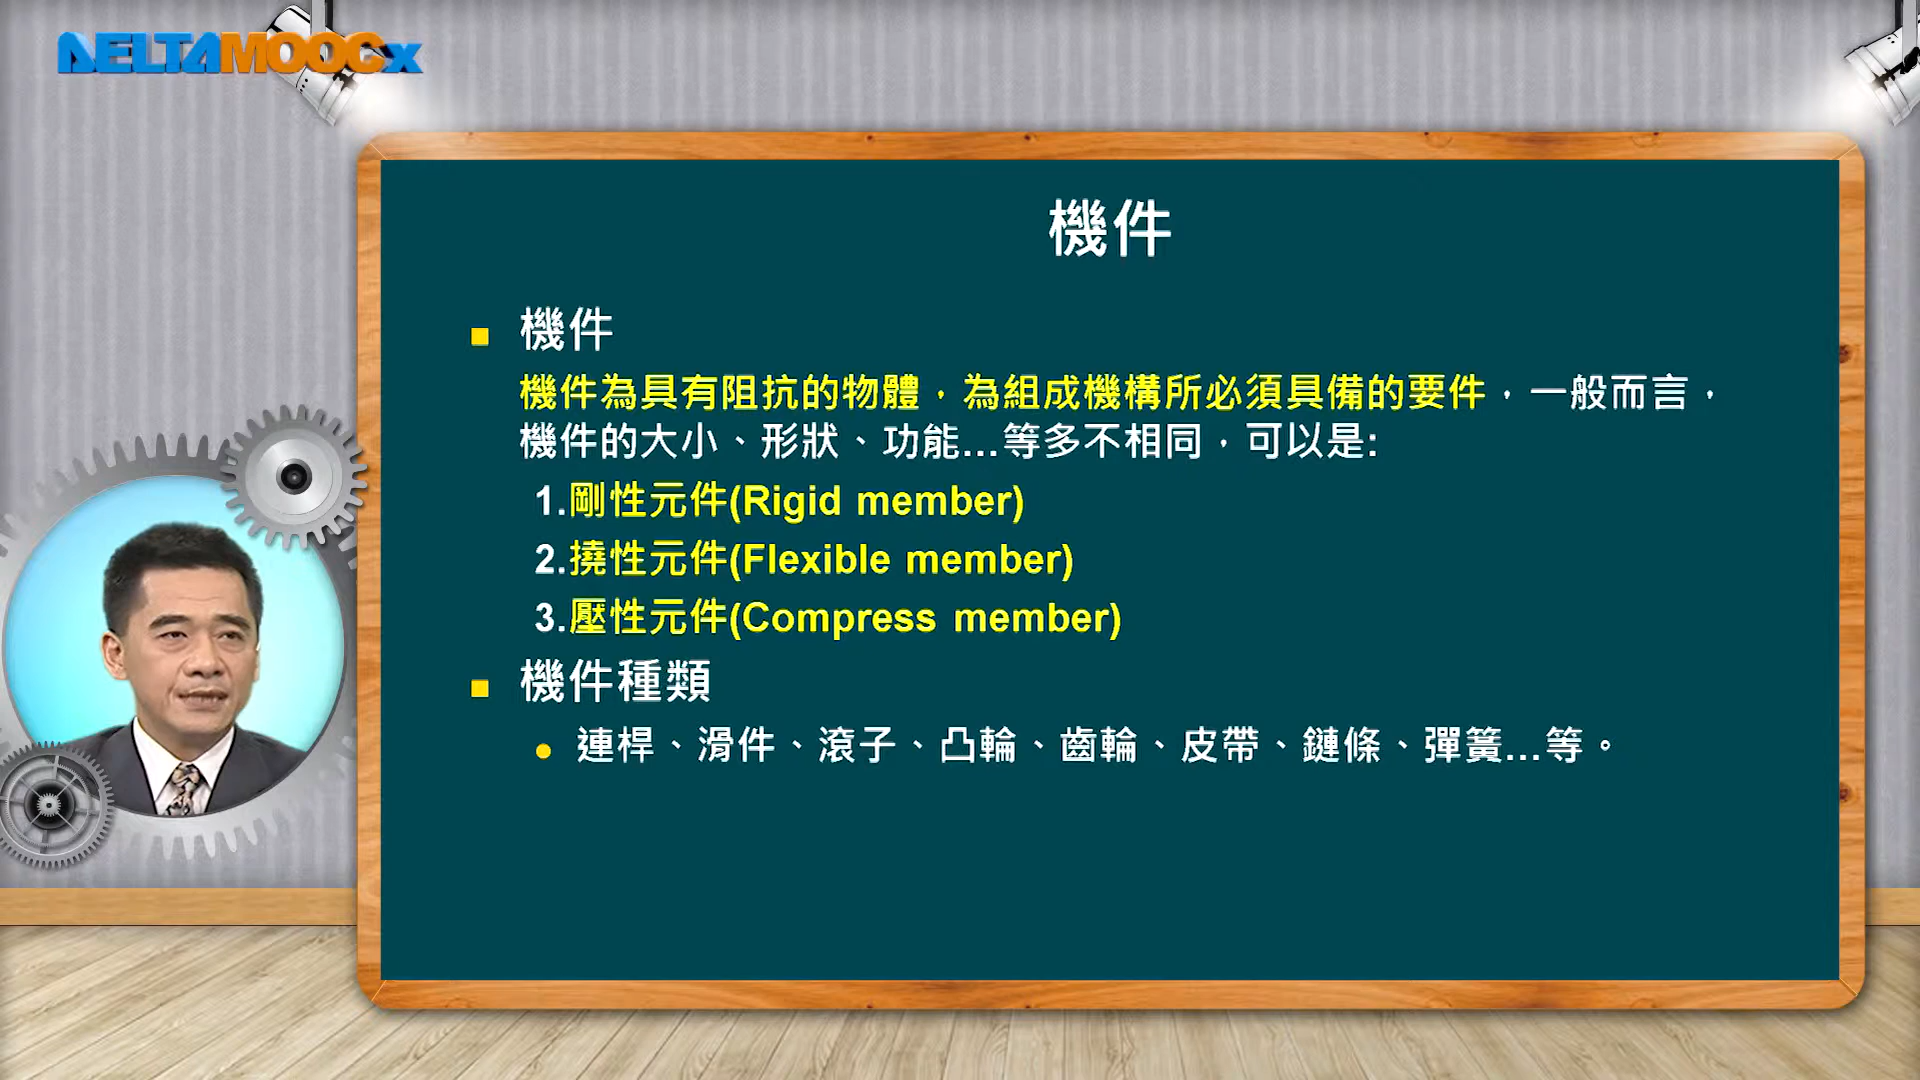 DELTAMOOCx
機件
機件
機件為具有阻抗的物體，為組成機構所必須具備的要件，一般而言，
機件的大小、形狀、功能...等多不相同，可以是:
1.剛性元件(Rigid member)
2.撓性元件(Flexible member)
3.壓性元件(Compress member)
機件種類
連桿、滑件、滾子、凸輪、齒輪、皮帶、鏈條、彈簧...等。